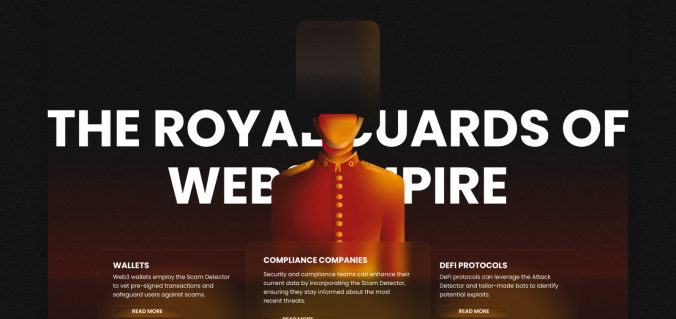 THE ROYAL GUARDS OF
WEB3 EMPIRE
WALLETS
Web3 wallets employ the Scam Detector
to vet pre-signed transactions and
safeguard users against scams.
READ MORE
COMPLIANCE COMPANIES
Security and compliance teams can enhance their
current data by incorporating the Scam Detector,
ensuring they stay informed about the most
recent threats.
READ MORE
DEFI PROTOCOLS
DeFi protocols can leverage the Attack
Detector and tailor-made bots to identify
potential exploits.
READ MORE